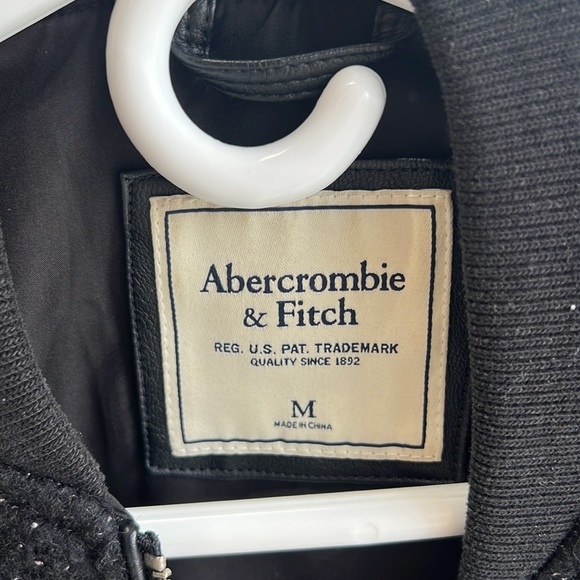 Abercrombie
& Fitch
REG. U.S. PAT. TRADEMARK
QUALITY SINCE 1892
M
MADE IN CHINA